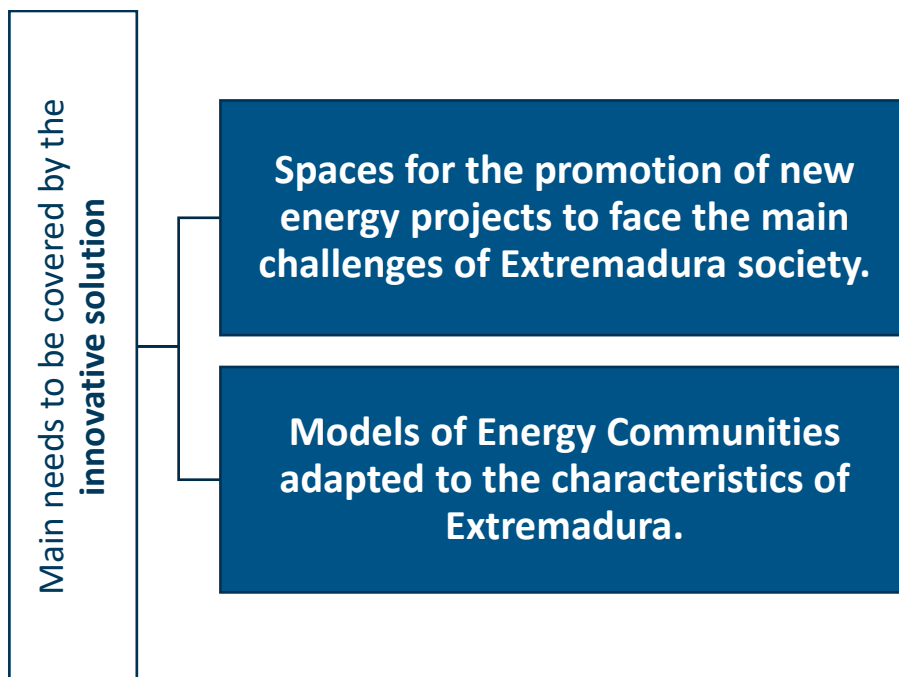 Main needs to be covered by the
innovative solution
Spaces for the promotion of new
energy projects to face the main
challenges of Extremadura society.
Models of Energy Communities
adapted to the characteristics of
Extremadura.